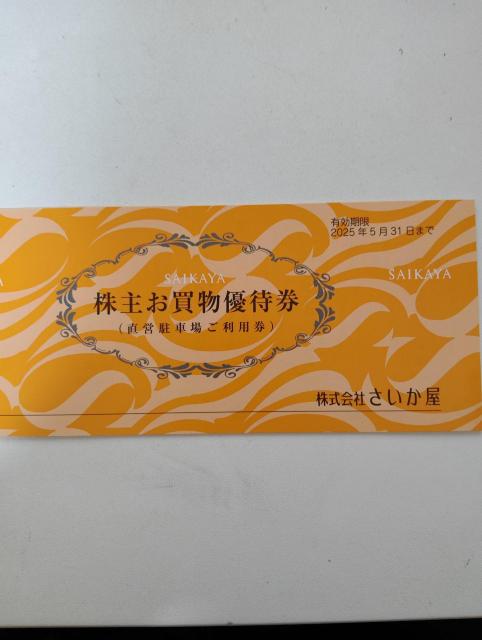 有効期限
2025年5月31日まで
SAIKAYA
SAIKAYA
株主お買物優待券
(直営駐車場ご利用券)
株式会社さいか屋